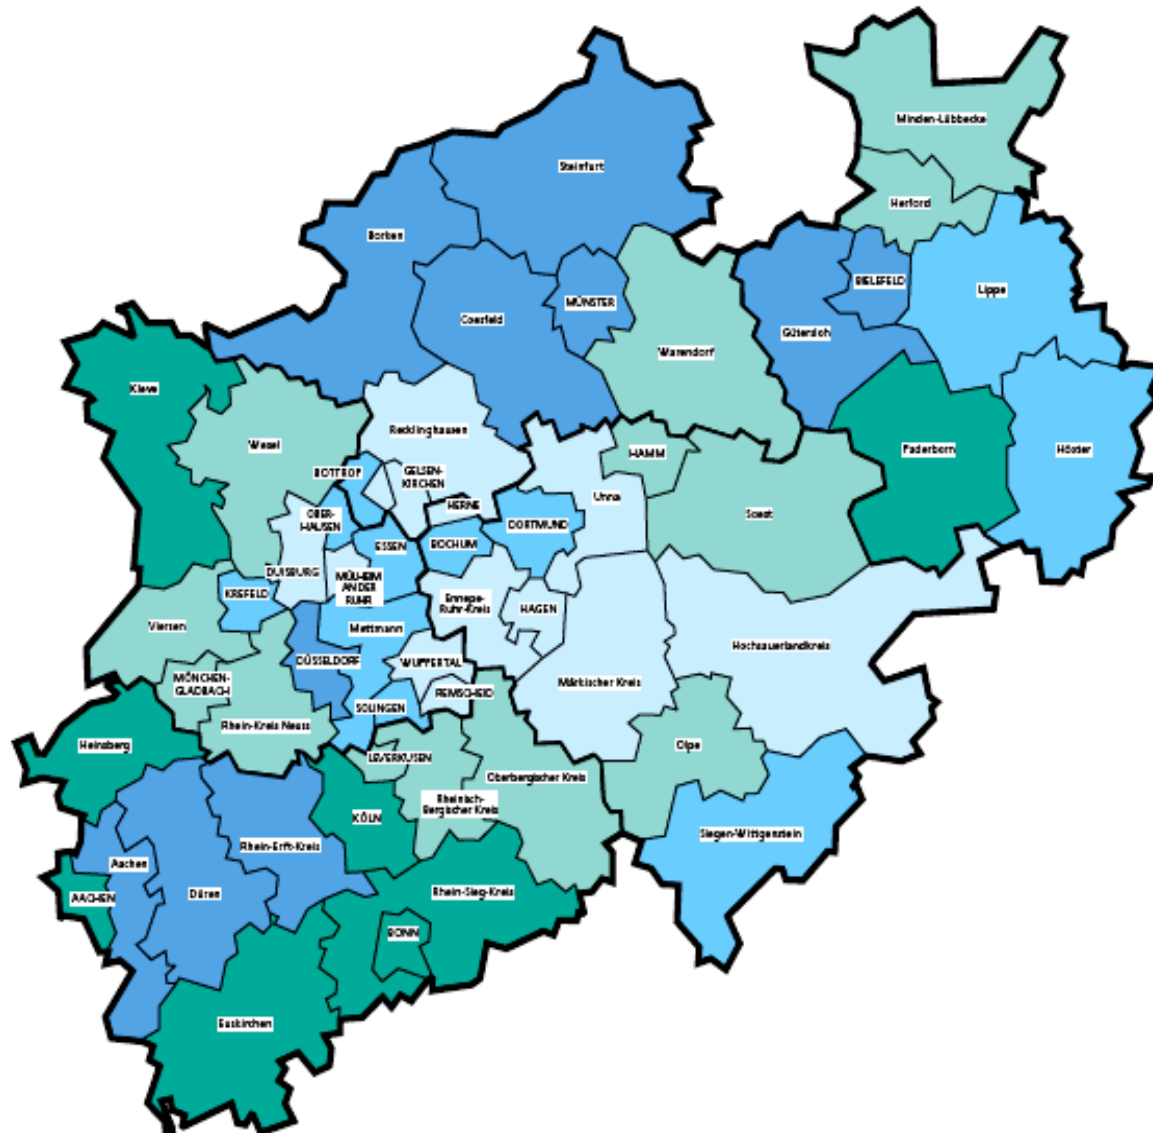 Minden-Lübbecke
Steinfurt
Herford
Borken
BIELEFELD
Lippe
MÜNSTER
Coesfeld
Gütersloh
Warendorf
Kleve
Recklinghausen
Wesel
HAMM
Paderborn
Höxter
BOTTROP
GELSEN-
KIRCHEN
Unna
HERNE
Soest
OBER-
HAUSEN
DORTMUND
ESSEN
BOCHUM
DUISBURG
MÜLHEIM
AN DER
RUHR
KREFELD
Ennepe-
Ruhr-Kreis
HAGEN
Viersen
Mettmann
Hochsauerlandkreis
DÜSSELDORF
WUPPERTAL
MÖNCHEN-
GLADBACH
Märkischer Kreis
REMSCHEID
SOLINGEN
Rhein-Kreis Neuss
Heinsberg
Olpe
LEVERKUSEN
Oberbergischer Kreis
Rheinisch-
Bergischer Kreis
KÖLN
Siegen-Wittgenstein
Rhein-Erft-Kreis
Aachen
Düren
Rhein-Sieg-Kreis
AACHEN
BONN
Euskirchen